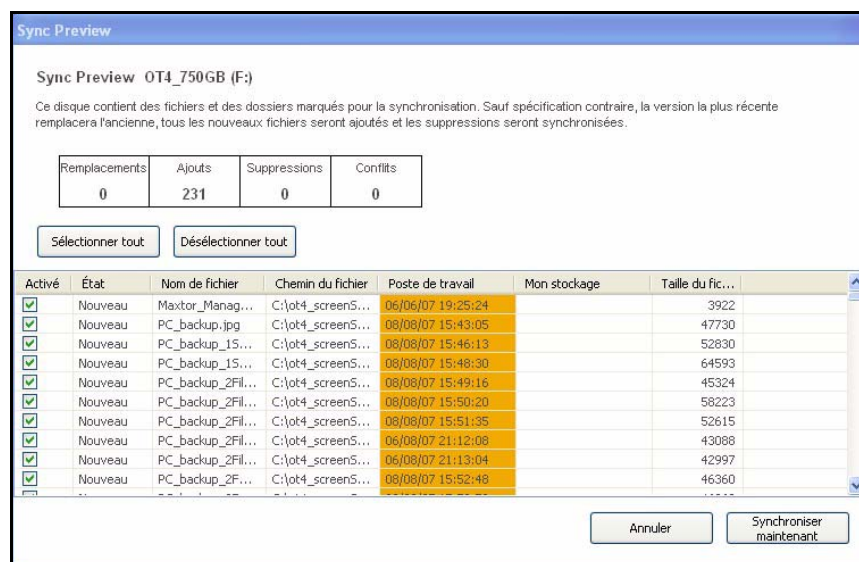 Sync Preview
Sync Preview OT4_750GB (F:)
Ce disque contient des fichiers et des dossiers marqués pour la synchronisation. Sauf spécification contraire, la version la plus récente
remplacera l'ancienne, tous les nouveaux fichiers seront ajoutés et les suppressions seront synchronisées.
Remplacements Ajouts Suppressions Conflits
0 231 0 0
Sélectionner tout Désélectionner tout
Activé État Nom de fichier Chemin du fichier Poste de travail Mon stockage Taille du fic...
Nouveau Maxtor_Manag... C:\ot4_screenS... 06/06/07 19:25:24 3922
Nouveau PC_backup.jpg C:\ot4_screenS... 08/08/07 15:43:05 47730
Nouveau PC_backup_1S... C:\ot4_screenS... 08/08/07 15:46:13 52830
Nouveau PC_backup_1S... C:\ot4_screenS... 08/08/07 15:48:30 64593
Nouveau PC_backup_2Fil... C:\ot4_screenS... 08/08/07 15:49:16 45324
Nouveau PC_backup_2Fil... C:\ot4_screenS... 08/08/07 15:50:20 58223
Nouveau PC_backup_2Fil... C:\ot4_screenS... 08/08/07 15:51:35 52615
Nouveau PC_backup_2Fil... C:\ot4_screenS... 06/08/07 21:12:08 43088
Nouveau PC_backup_2Fil... C:\ot4_screenS... 06/08/07 21:13:04 42997
Nouveau PC_backup_2F... C:\ot4_screenS... 08/08/07 15:52:48 46360
Annuler Synchroniser
maintenant